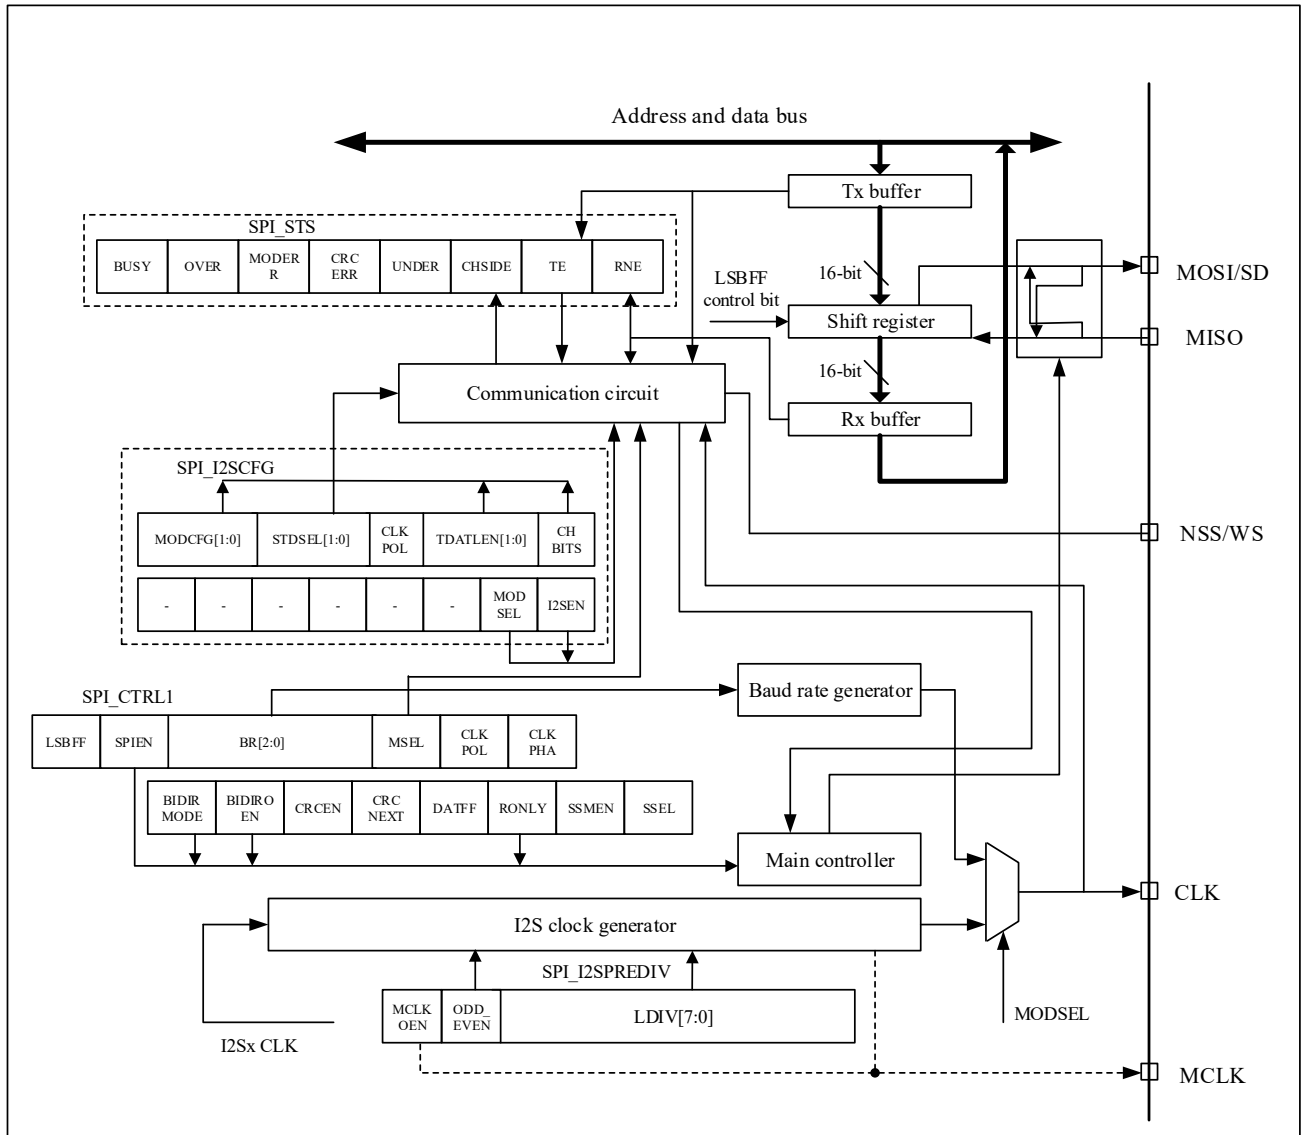 Address and data bus
Tx buffer
SPI_STS
BUSY
OVER
MODER
R
CRC
ERR
UNDER
CHSIDE
TE
RNE
16-bit
MOSI/SD
LSBFF
control bit
Shift register
MISO
16-bit
Communication circuit
Rx buffer
SPI_I2SCFG
MODCFG[1:0]
STDSEL[1:0]
CLK
POL
TDATLEN[1:0]
CH
BITS
NSS/WS
-
-
-
-
-
-
MOD
SEL
I2SEN
SPI_CTRL1
Baud rate generator
LSBFF
SPIEN
BR[2:0]
MSEL
CLK
POL
CLK
PHA
BIDIR
MODE
BIDIRO
EN
CRCEN
CRC
NEXT
DATFF
RONLY
SSMEN
SSEL
Main controller
CLK
I2S clock generator
SPI_I2SPREDIV
MCLK
OEN
ODD_
EVEN
LDIV[7:0]
MODSEL
I2Sx CLK
MCLK